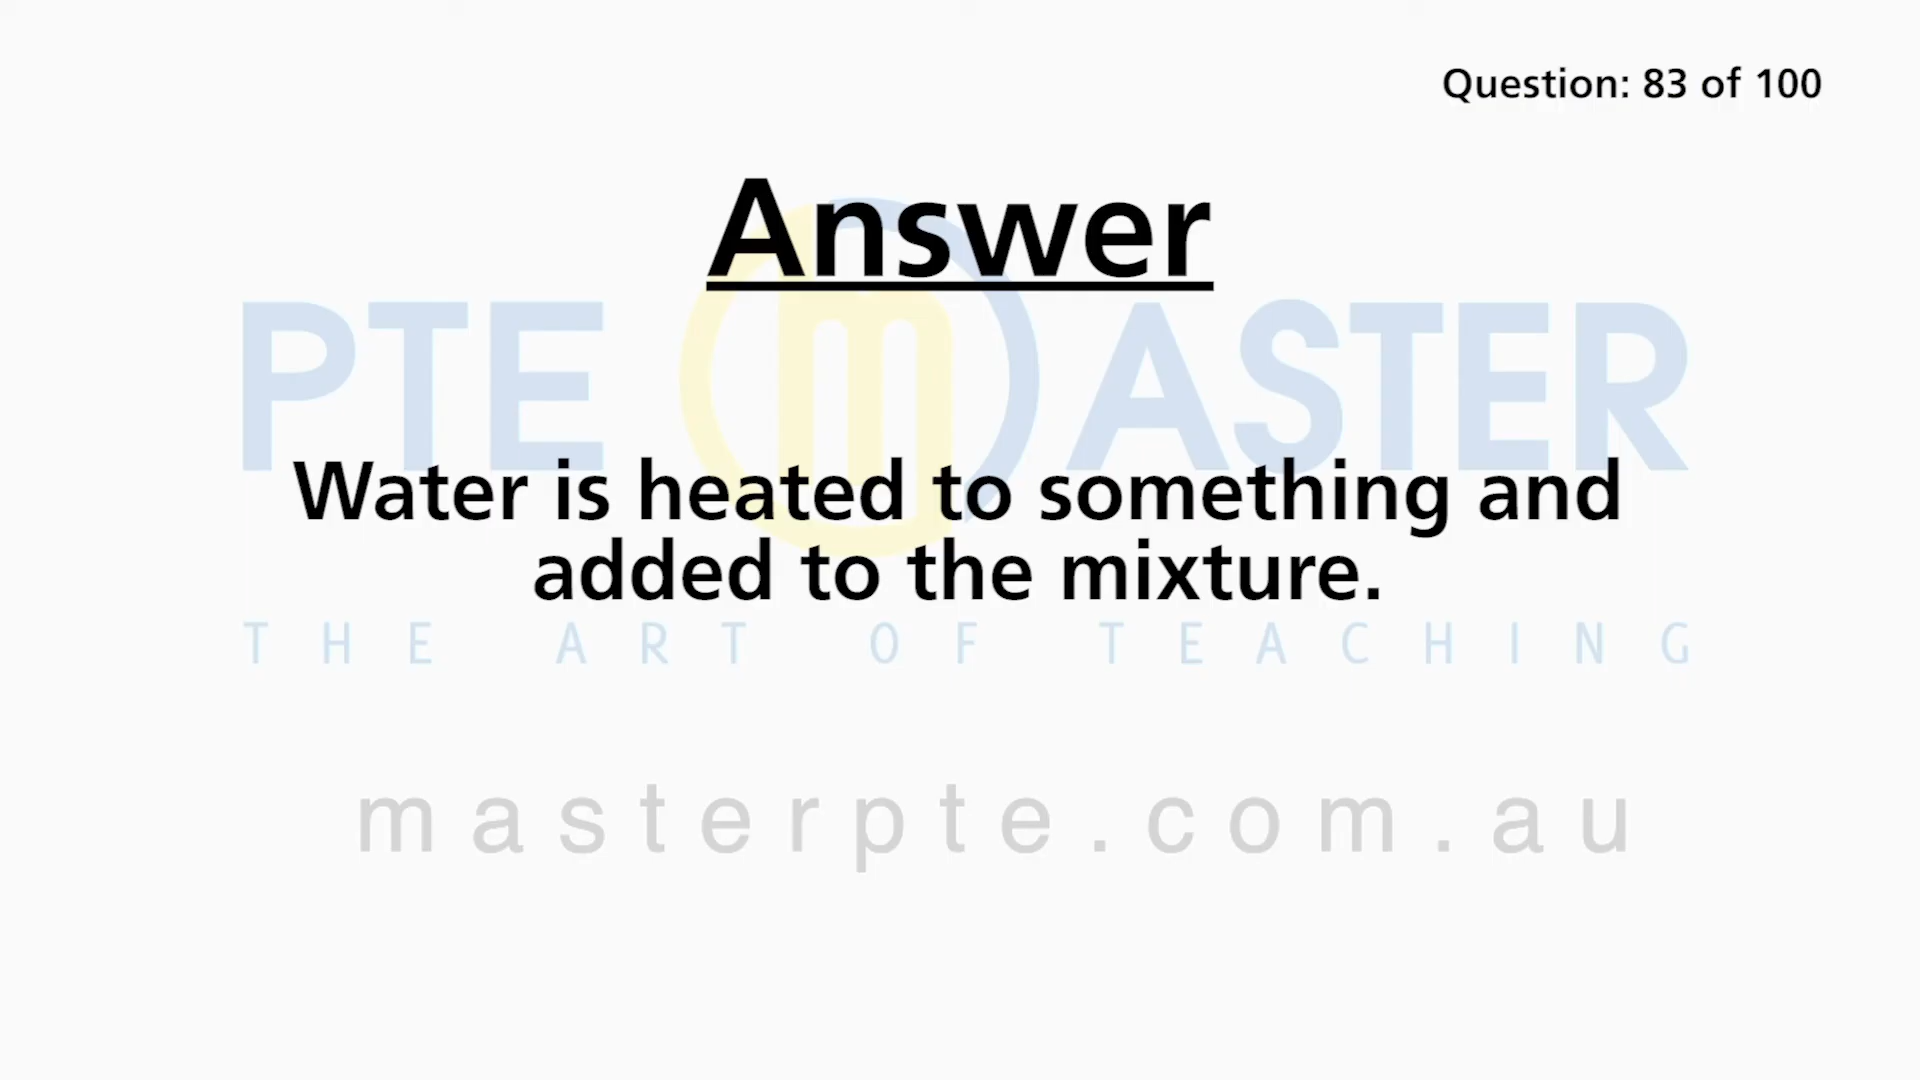 Question: 83 of 100
Answer
PTE MASTER
Water is heated to something and
added to the mixture.
THE ART OF TEACHING
masterpte.com.au